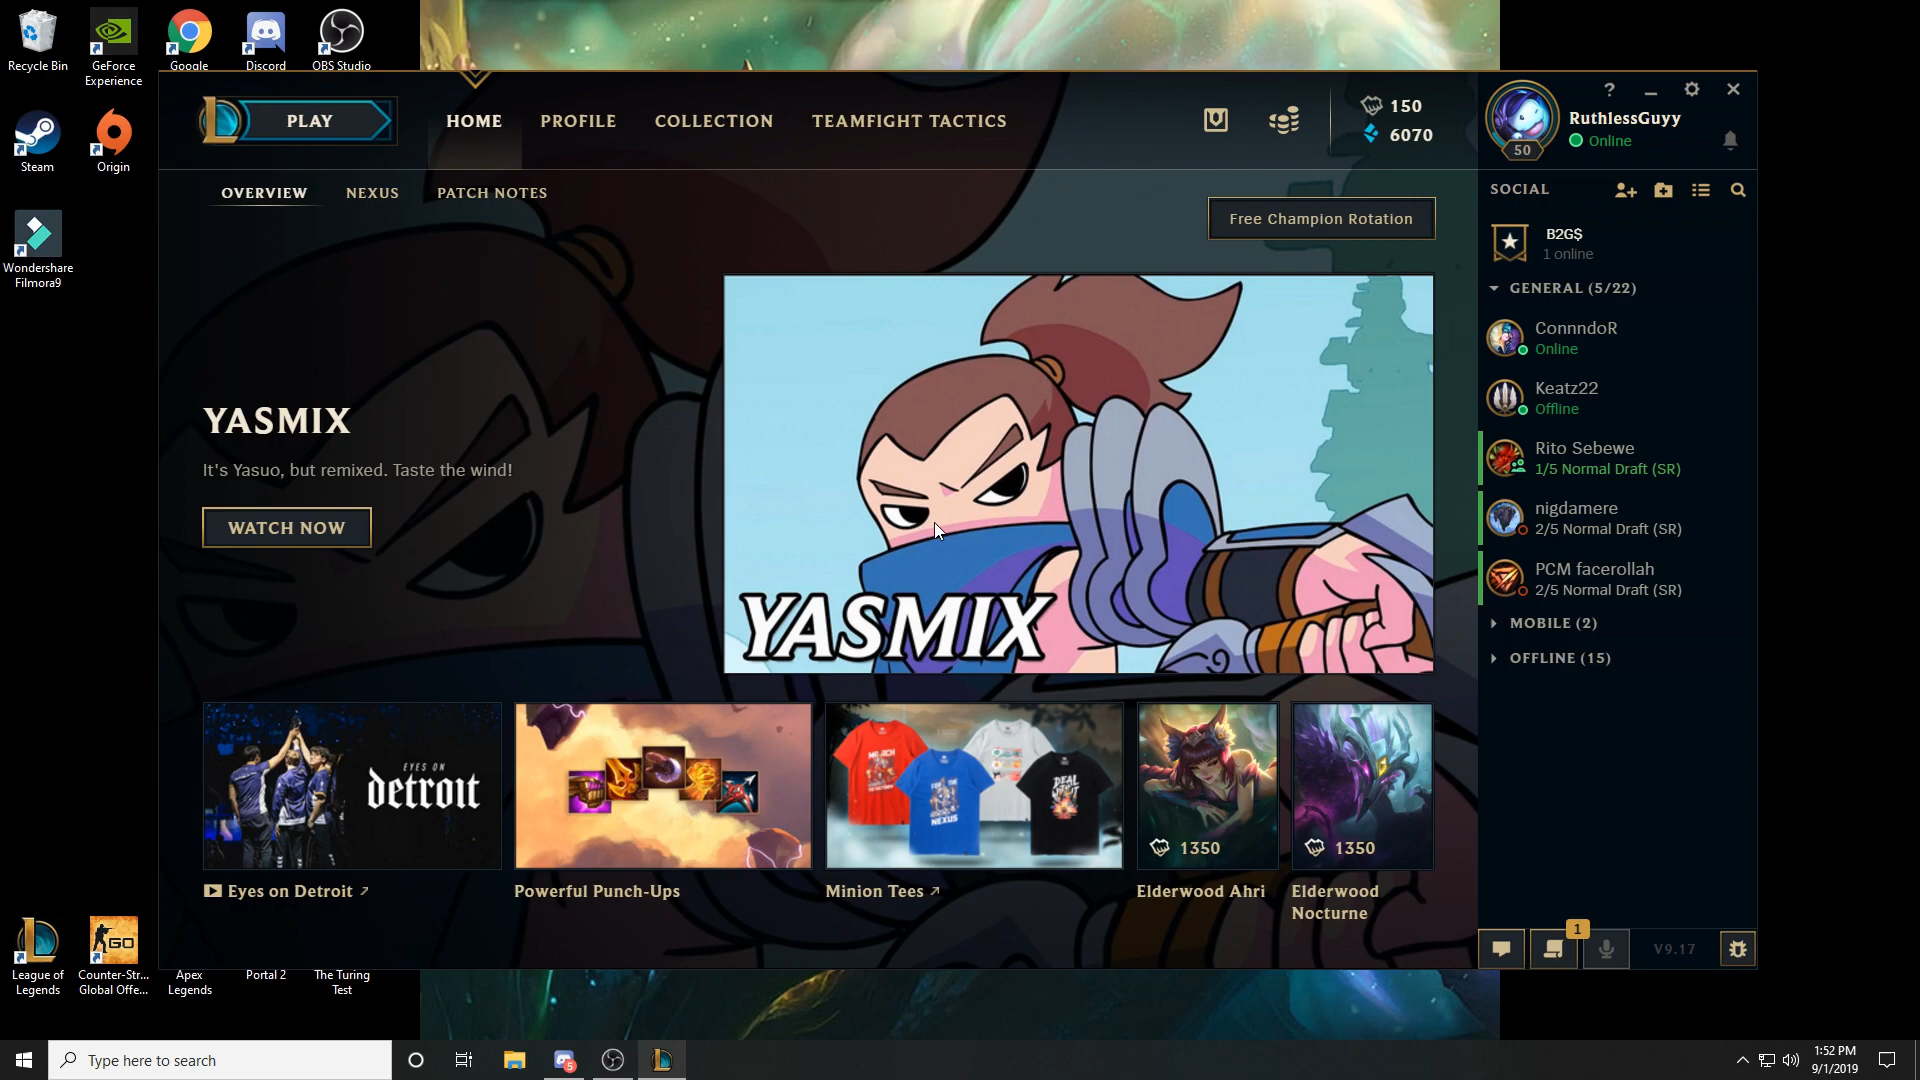 Recycle Bin
GeForce
Experience
Google
Discord
OBS Studio
Steam
Origin
Wondershare
Filmora9
PLAY
HOME
PROFILE
COLLECTION
TEAMFIGHT TACTICS
150
6070
?
RuthlessGuyy
Online
50
OVERVIEW
NEXUS
PATCH NOTES
Free Champion Rotation
YASMIX
It's Yasuo, but remixed. Taste the wind!
WATCH NOW
YASMIX
SOCIAL
B2G$
1 online
GENERAL (5/22)
ConnndoR
Online
Keatz22
Offline
Rito Sebewe
1/5 Normal Draft (SR)
nigdamere
2/5 Normal Draft (SR)
PCM facerollah
2/5 Normal Draft (SR)
MOBILE (2)
OFFLINE (15)
EYES ON
detroit
NEXUS
DEAL
1350
1350
Eyes on Detroit
Powerful Punch-Ups
Minion Tees
Elderwood Ahri
Elderwood
Nocturne
1
V9.17
GO
League of
Legends
Counter-Str...
Global Offe...
Apex
Legends
Portal 2
The Turing
Test
Type here to search
5
1:52 PM
9/1/2019